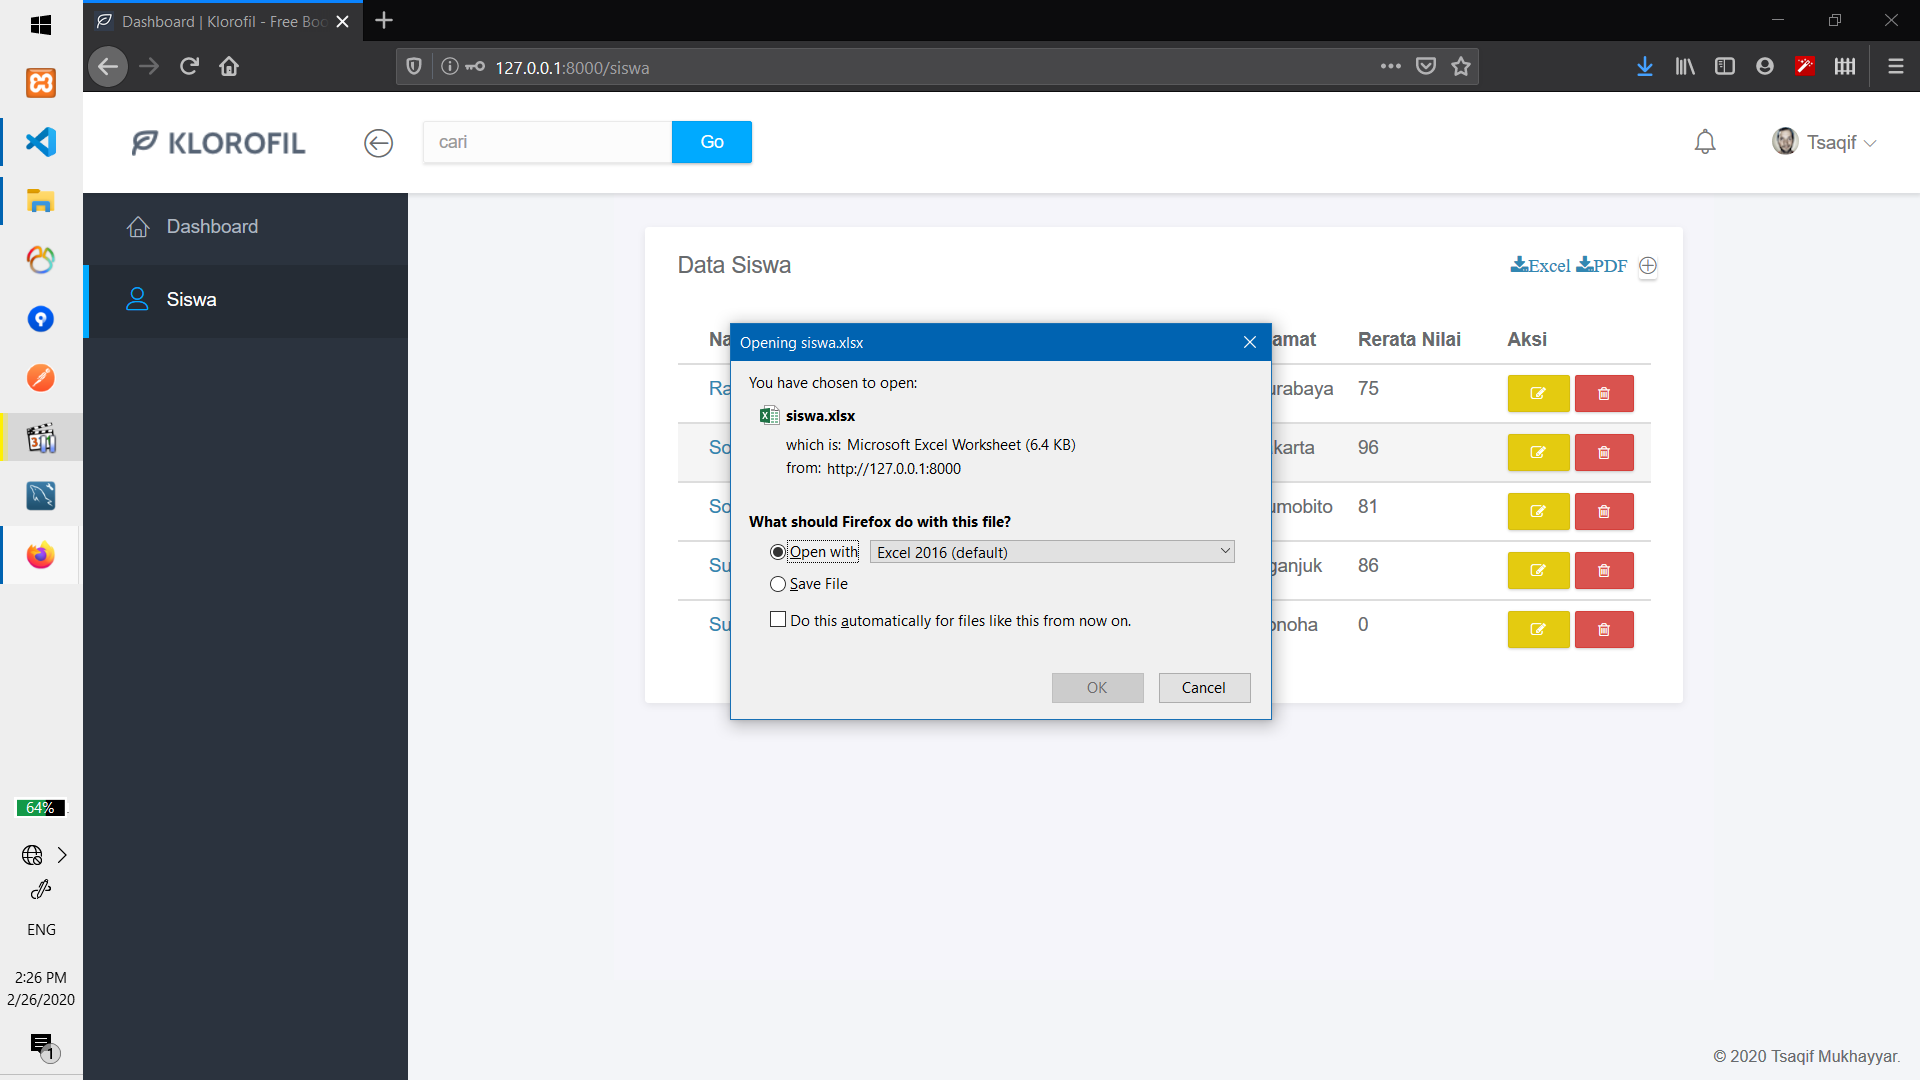 Dashboard | Klorofil - Free Boo
127.0.0.1:8000/siswa
KLOROFIL
cari
Go
Tsaqif
Dashboard
Siswa
Data Siswa
Excel PDF
Na
amat
Rerata Nilai
Aksi
Ra
urabaya
75
So
karta
96
So
umobito
81
Su
ganjuk
86
Su
onoha
0
Opening siswa.xlsx
You have chosen to open:
siswa.xlsx
which is: Microsoft Excel Worksheet (6.4 KB)
from: http://127.0.0.1:8000
What should Firefox do with this file?
Open with
Excel 2016 (default)
Save File
Do this automatically for files like this from now on.
OK
Cancel
64%
ENG
2:26 PM
2/26/2020
1
© 2020 Tsaqif Mukhayyar.